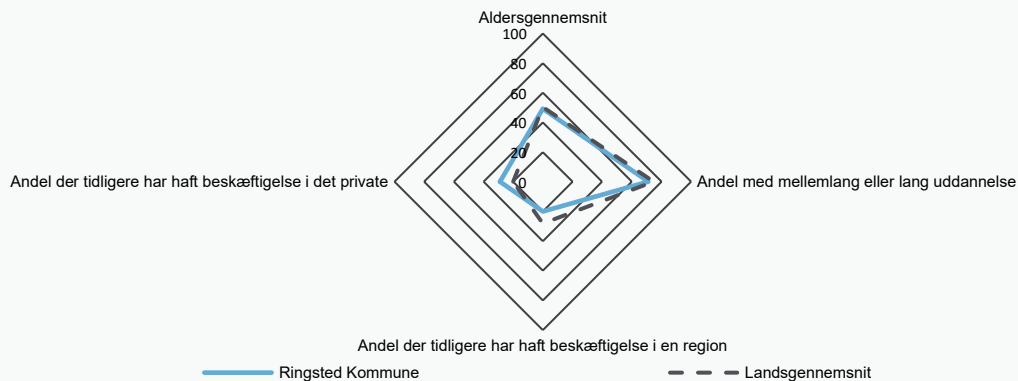 Aldersgennemsnit
100
80
60
40
20
0
Andel der tidligere har haft beskæftigelse i det private
Andel med mellemlang eller lang uddannelse
Andel der tidligere har haft beskæftigelse i en region
Ringsted Kommune
Landsgennemsnit